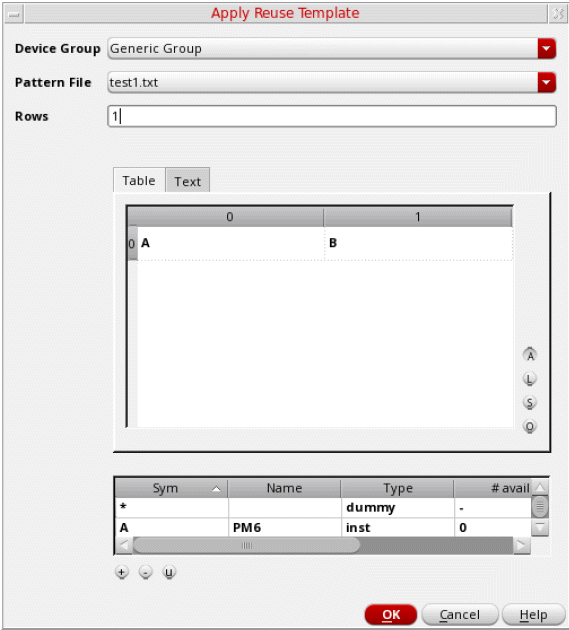 Apply Reuse Template
Device Group Generic Group
Pattern File test1.txt
Rows 1
Table Text
0 1
0 A B
A
L
S
O
Sym Name Type # avail
* dummy -
A PM6 inst 0
+ - u
OK Cancel Help